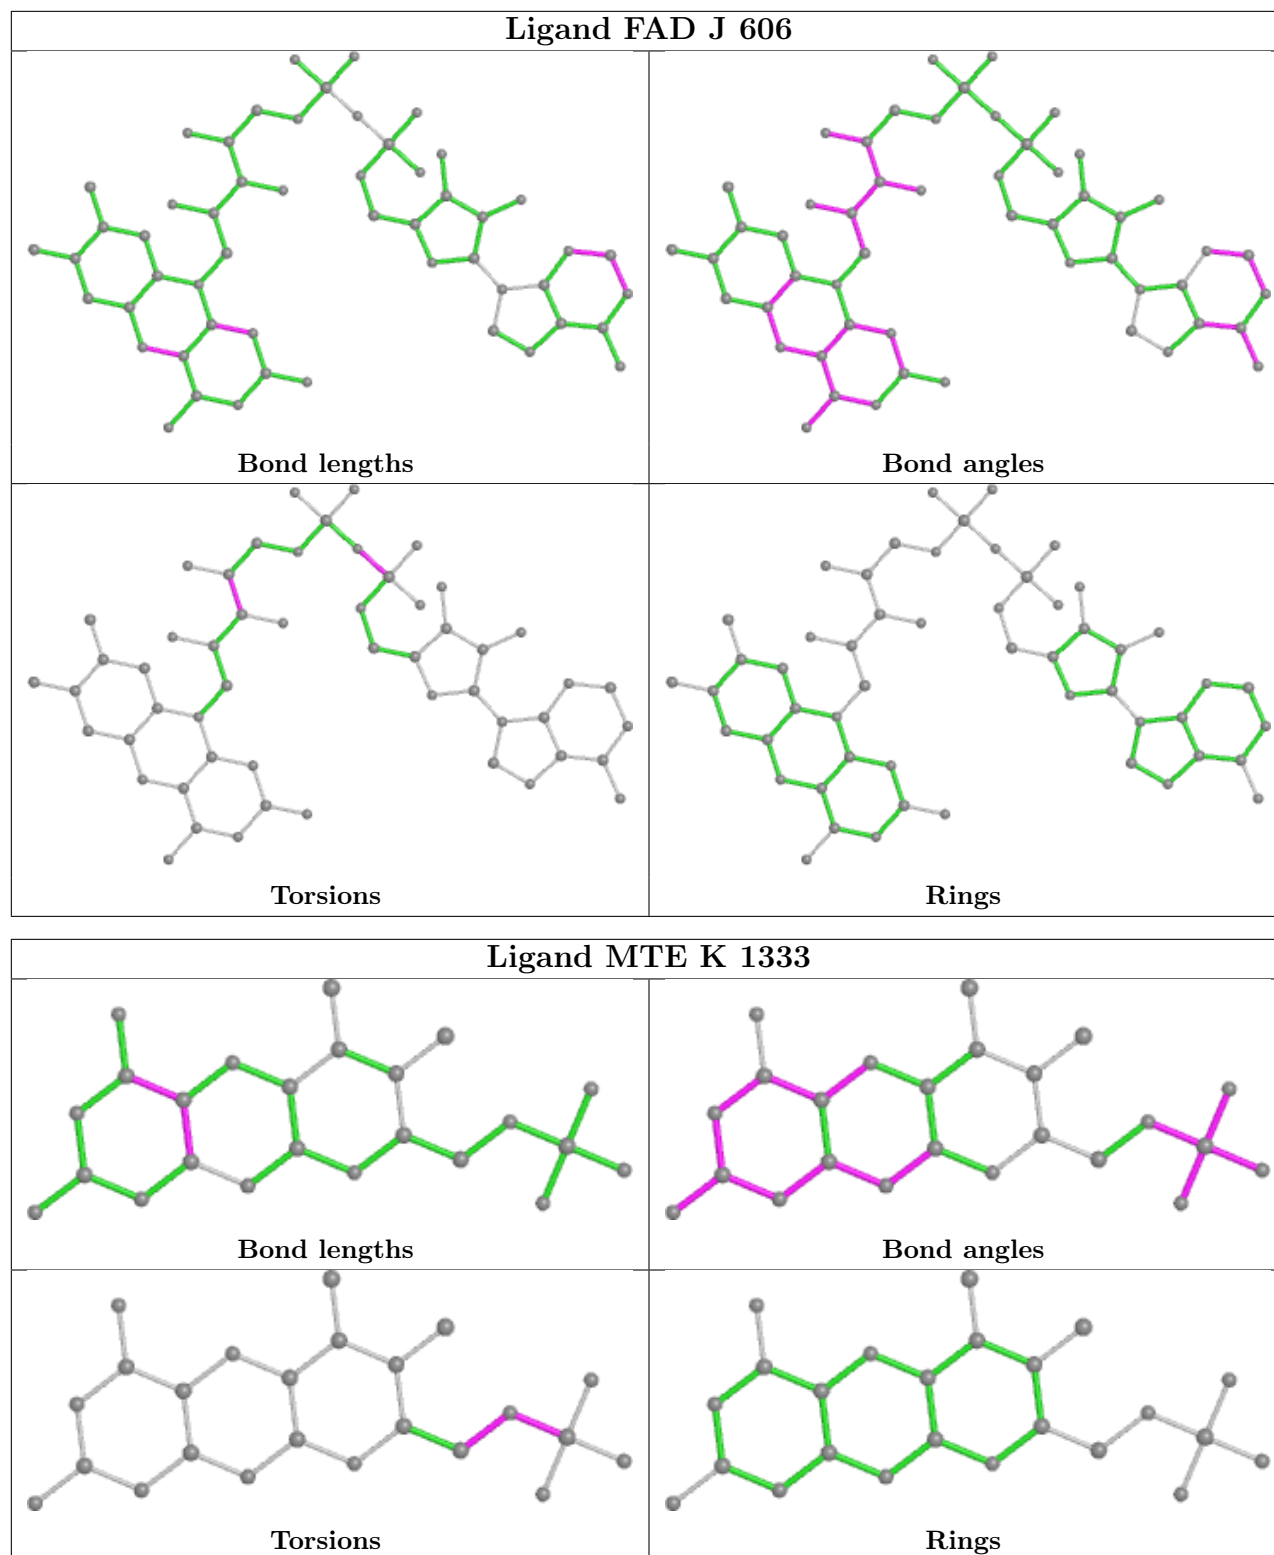 Ligand FAD J 606
Bond lengths
Bond angles
Torsions
Rings
Ligand MTE K 1333
Bond lengths
Bond angles
Torsions
Rings